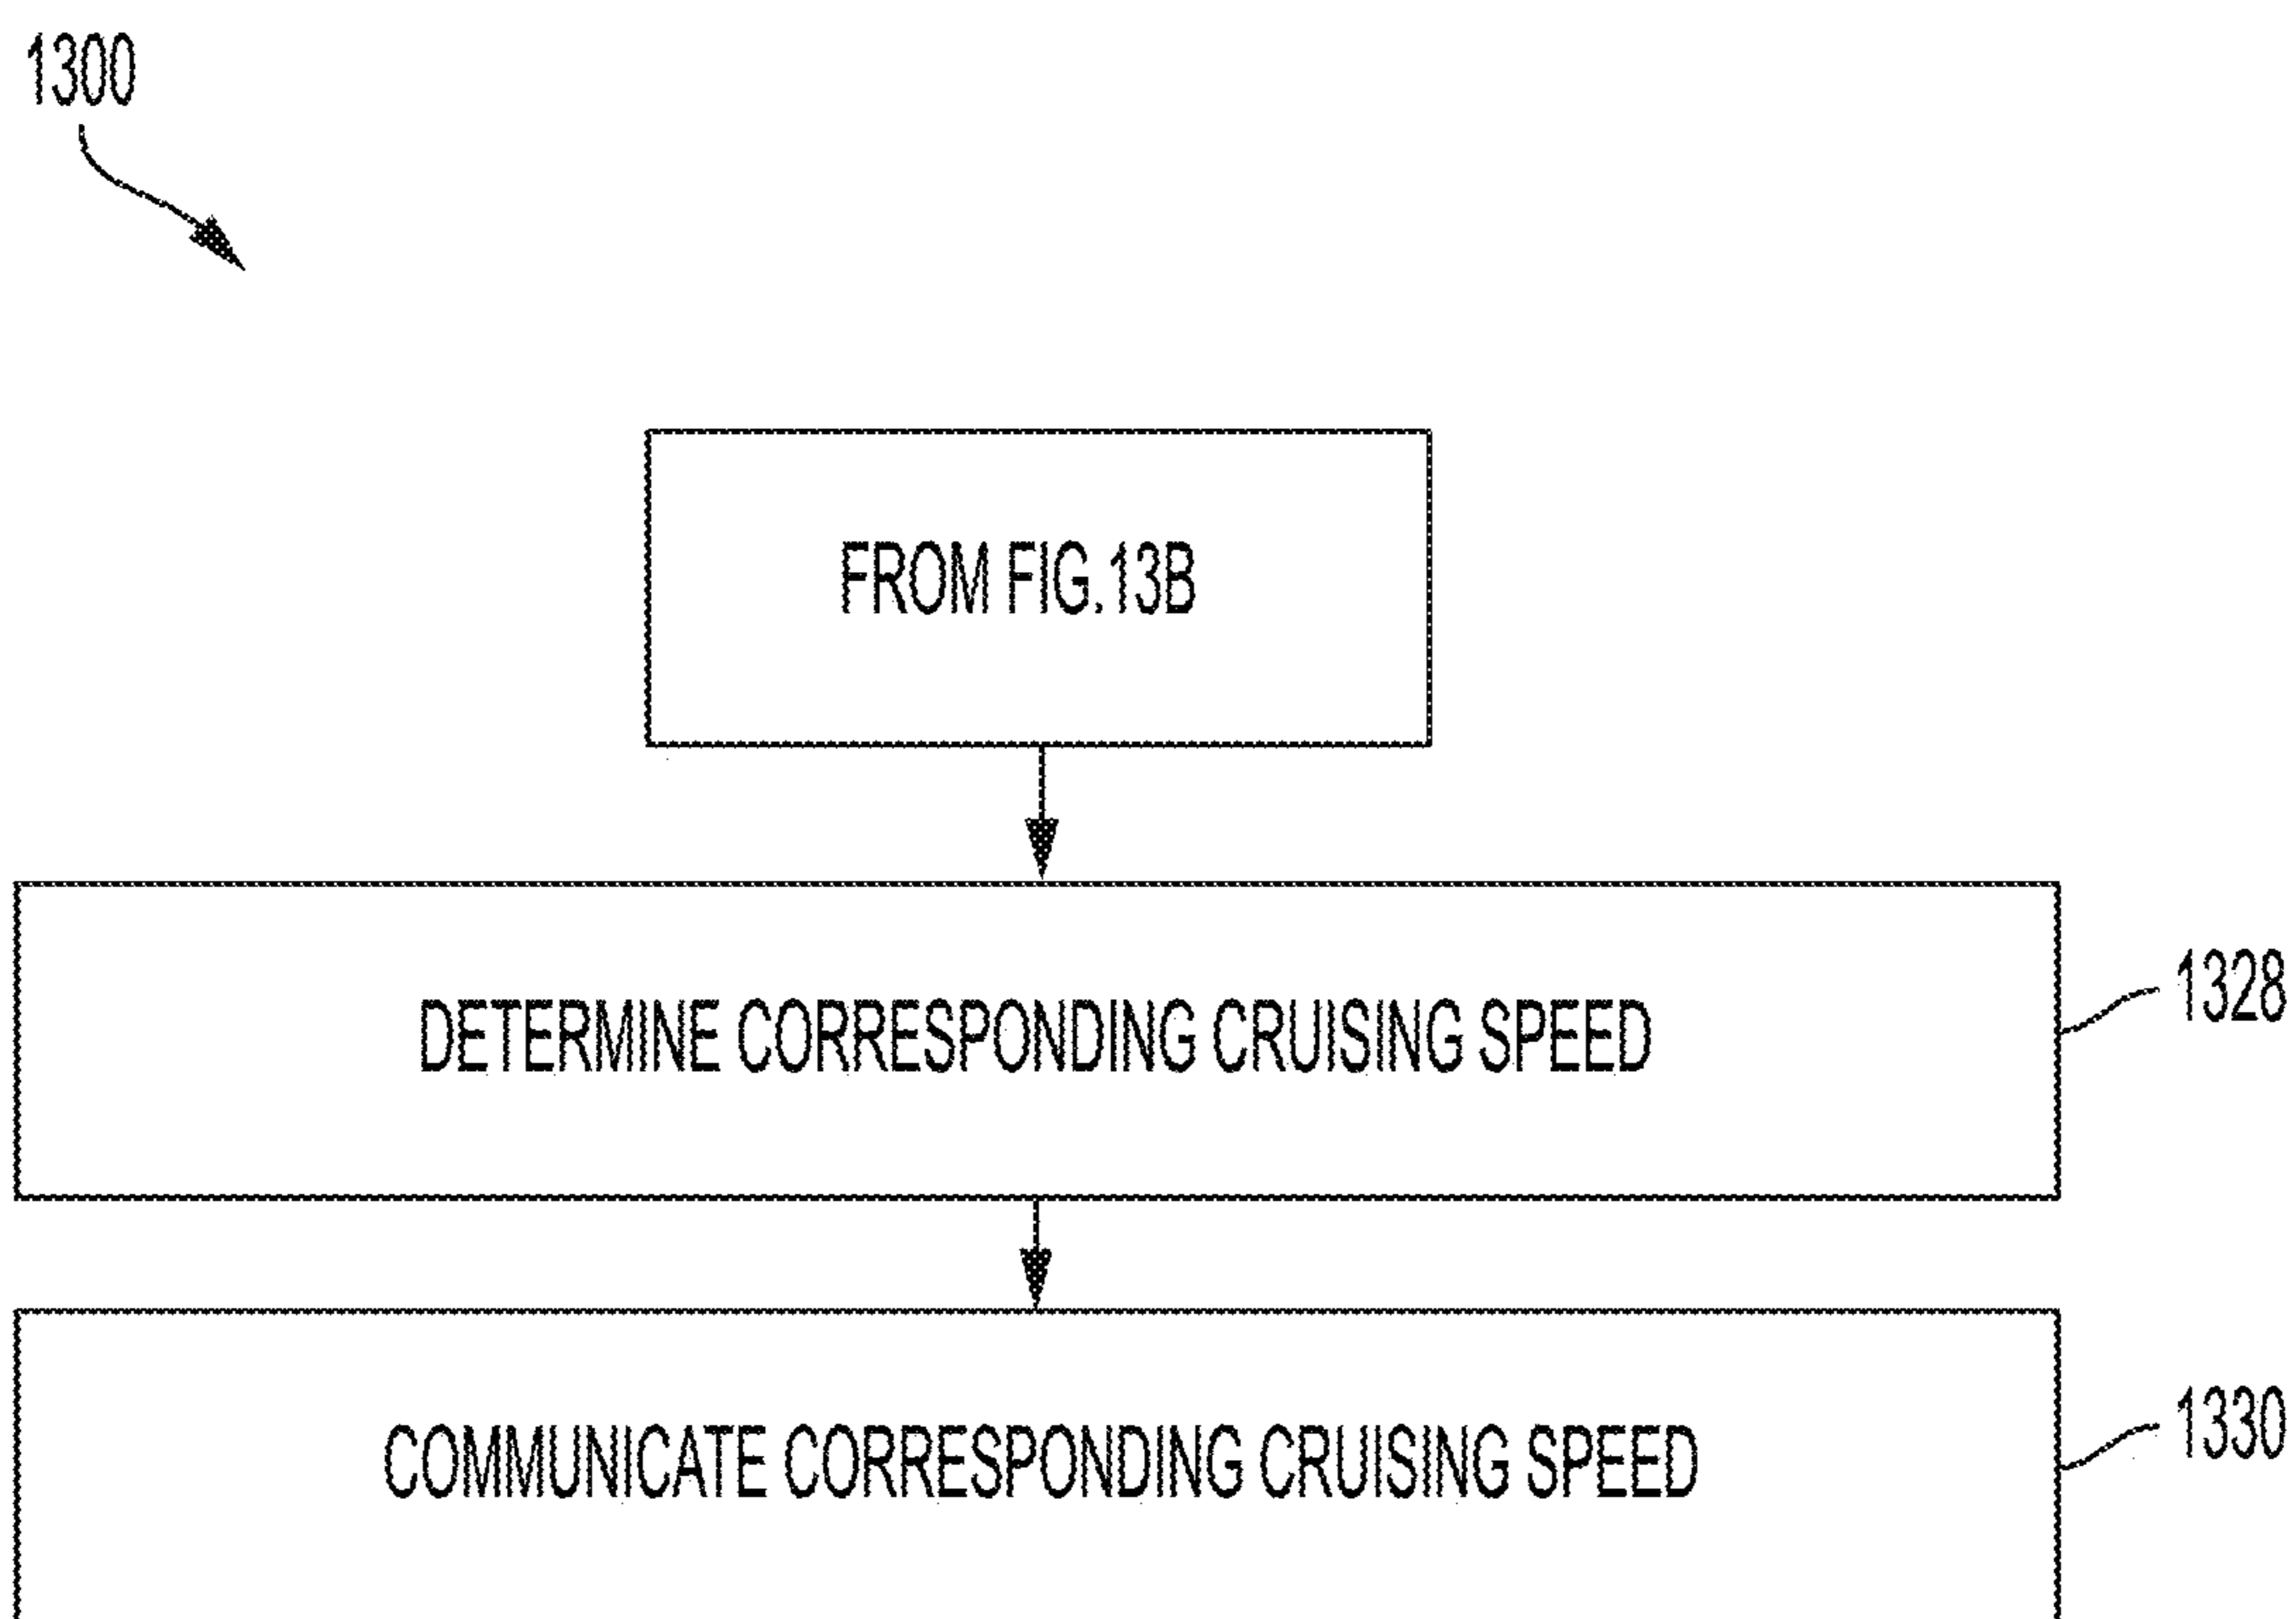 1300
FROM FIG.13B
DETERMINE CORRESPONDING CRUISING SPEED
1328
COMMUNICATE CORRESPONDING CRUISING SPEED
1330